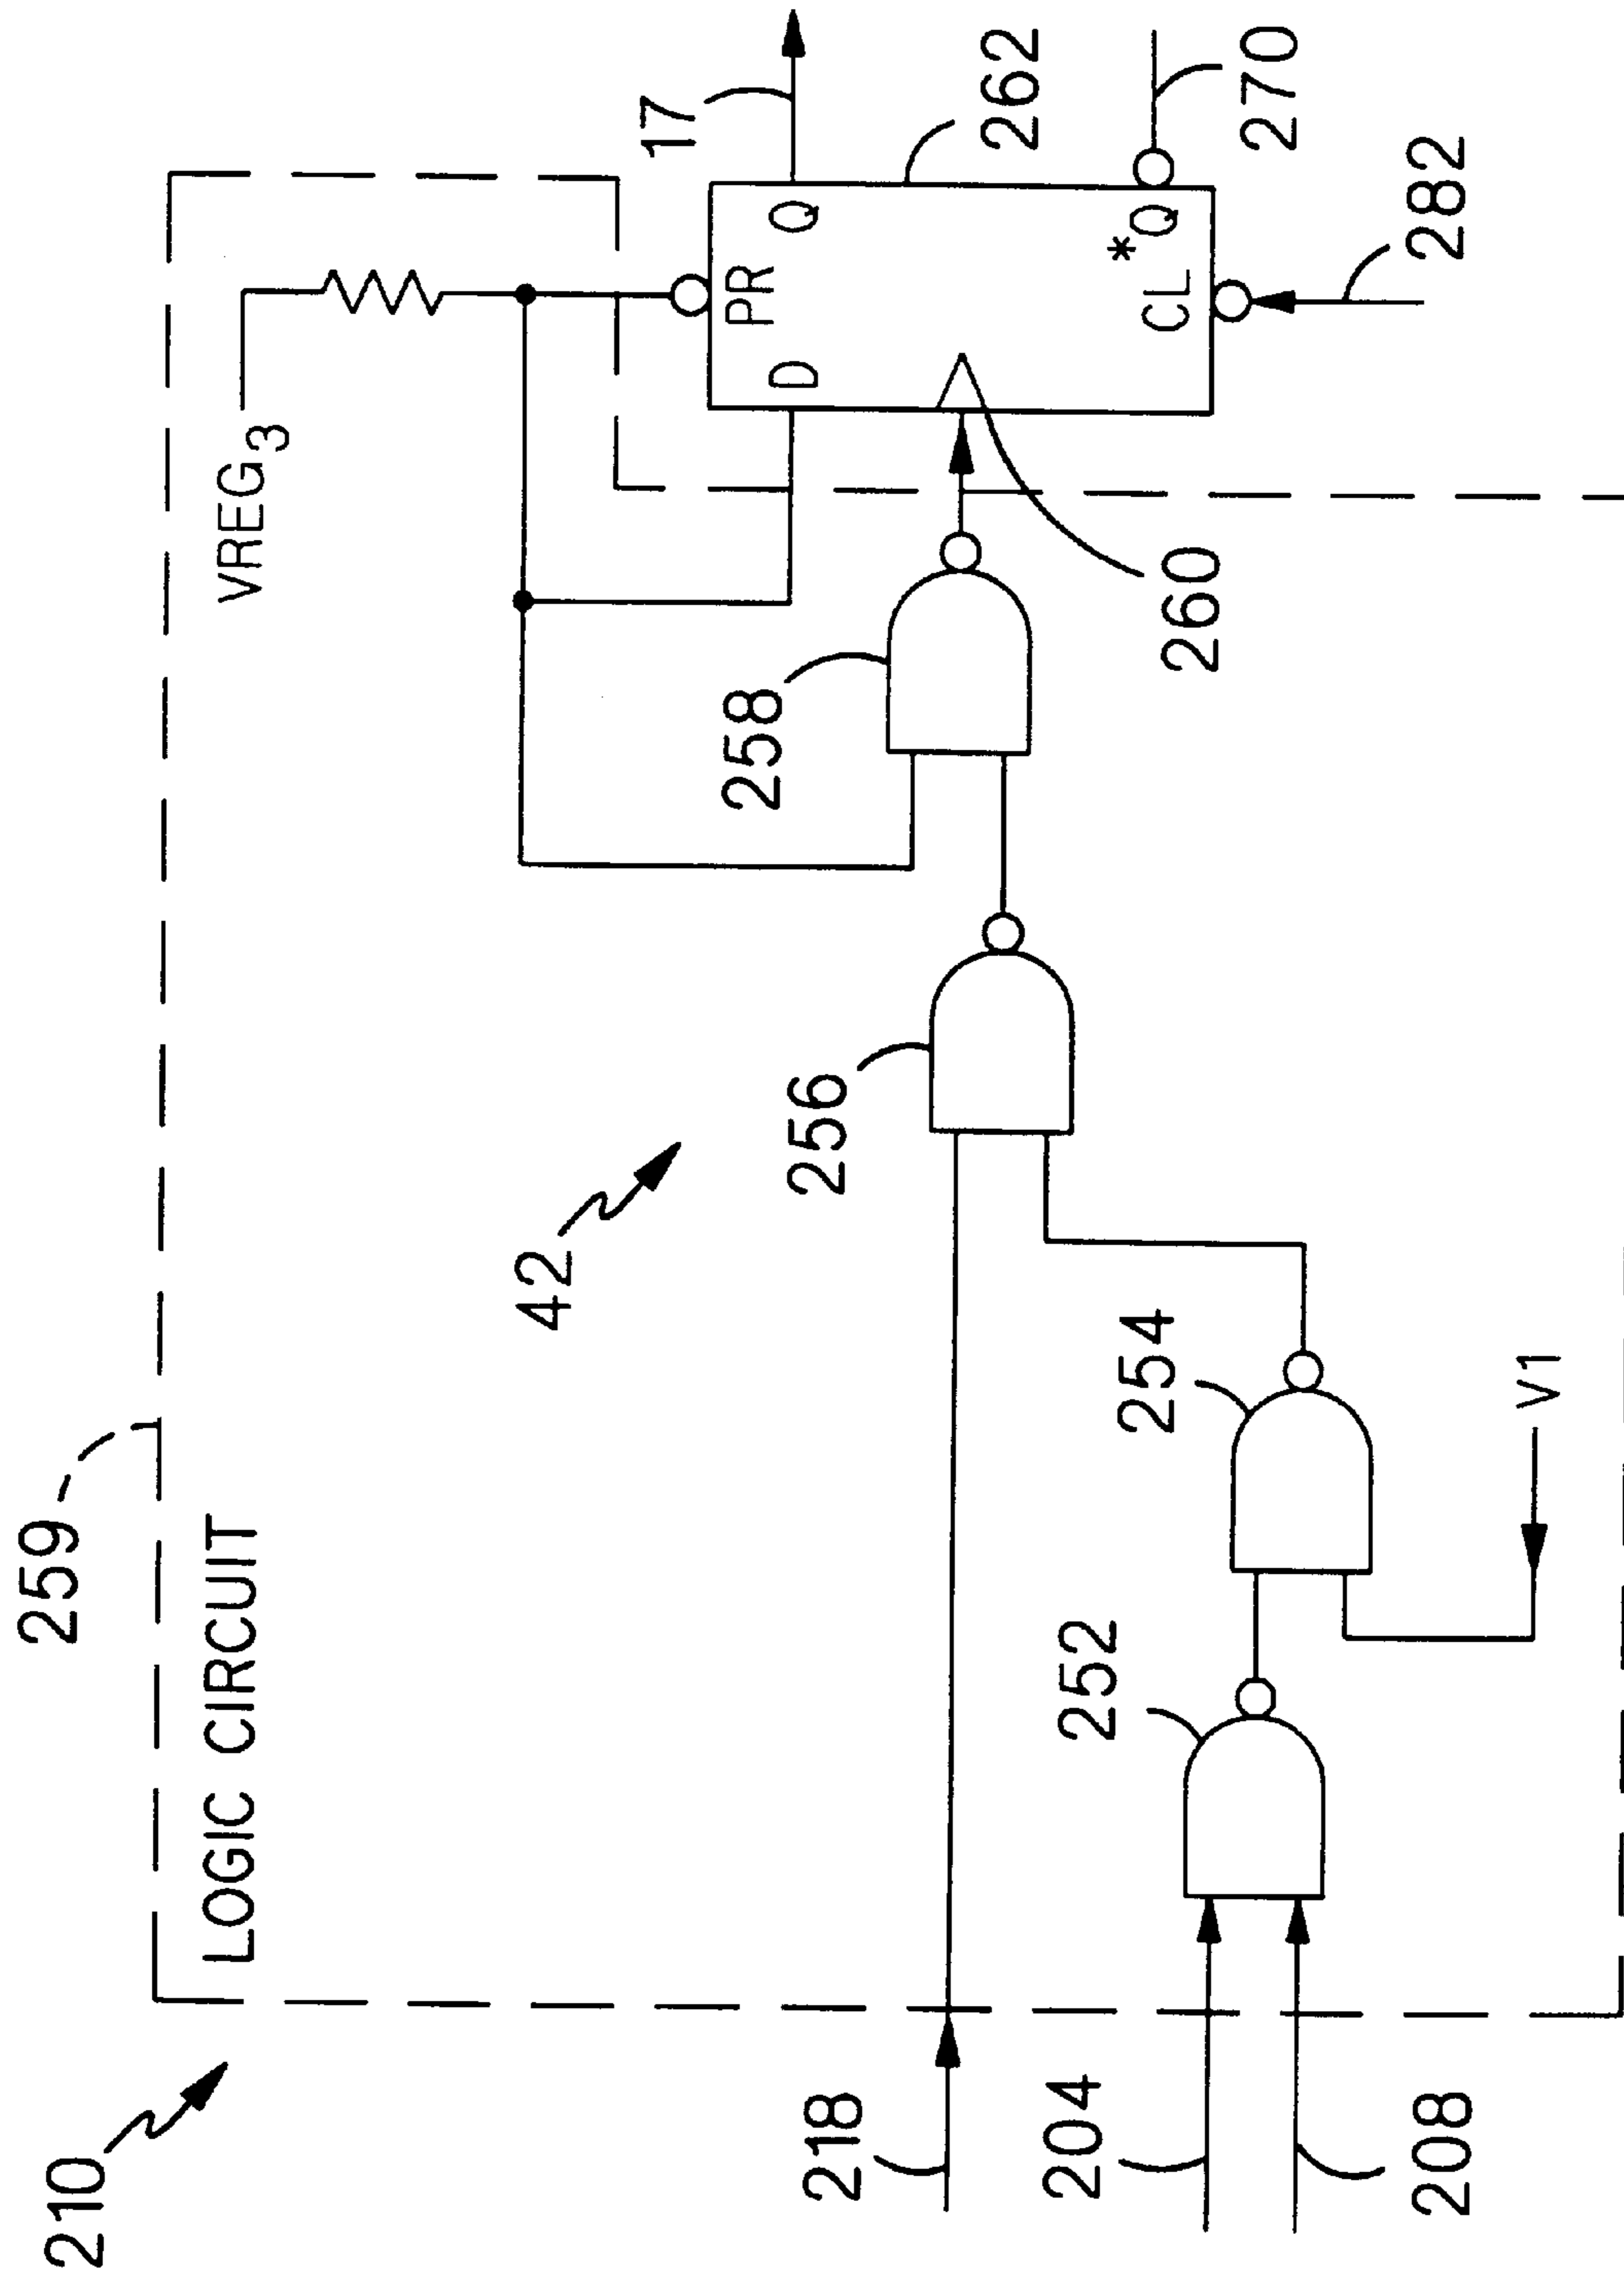 210
259
LOGIC CIRCUIT
VREG3
42
17
218
204
208
252
254
V1
256
258
260
D
PR
Q
CL
*Q
262
270
282